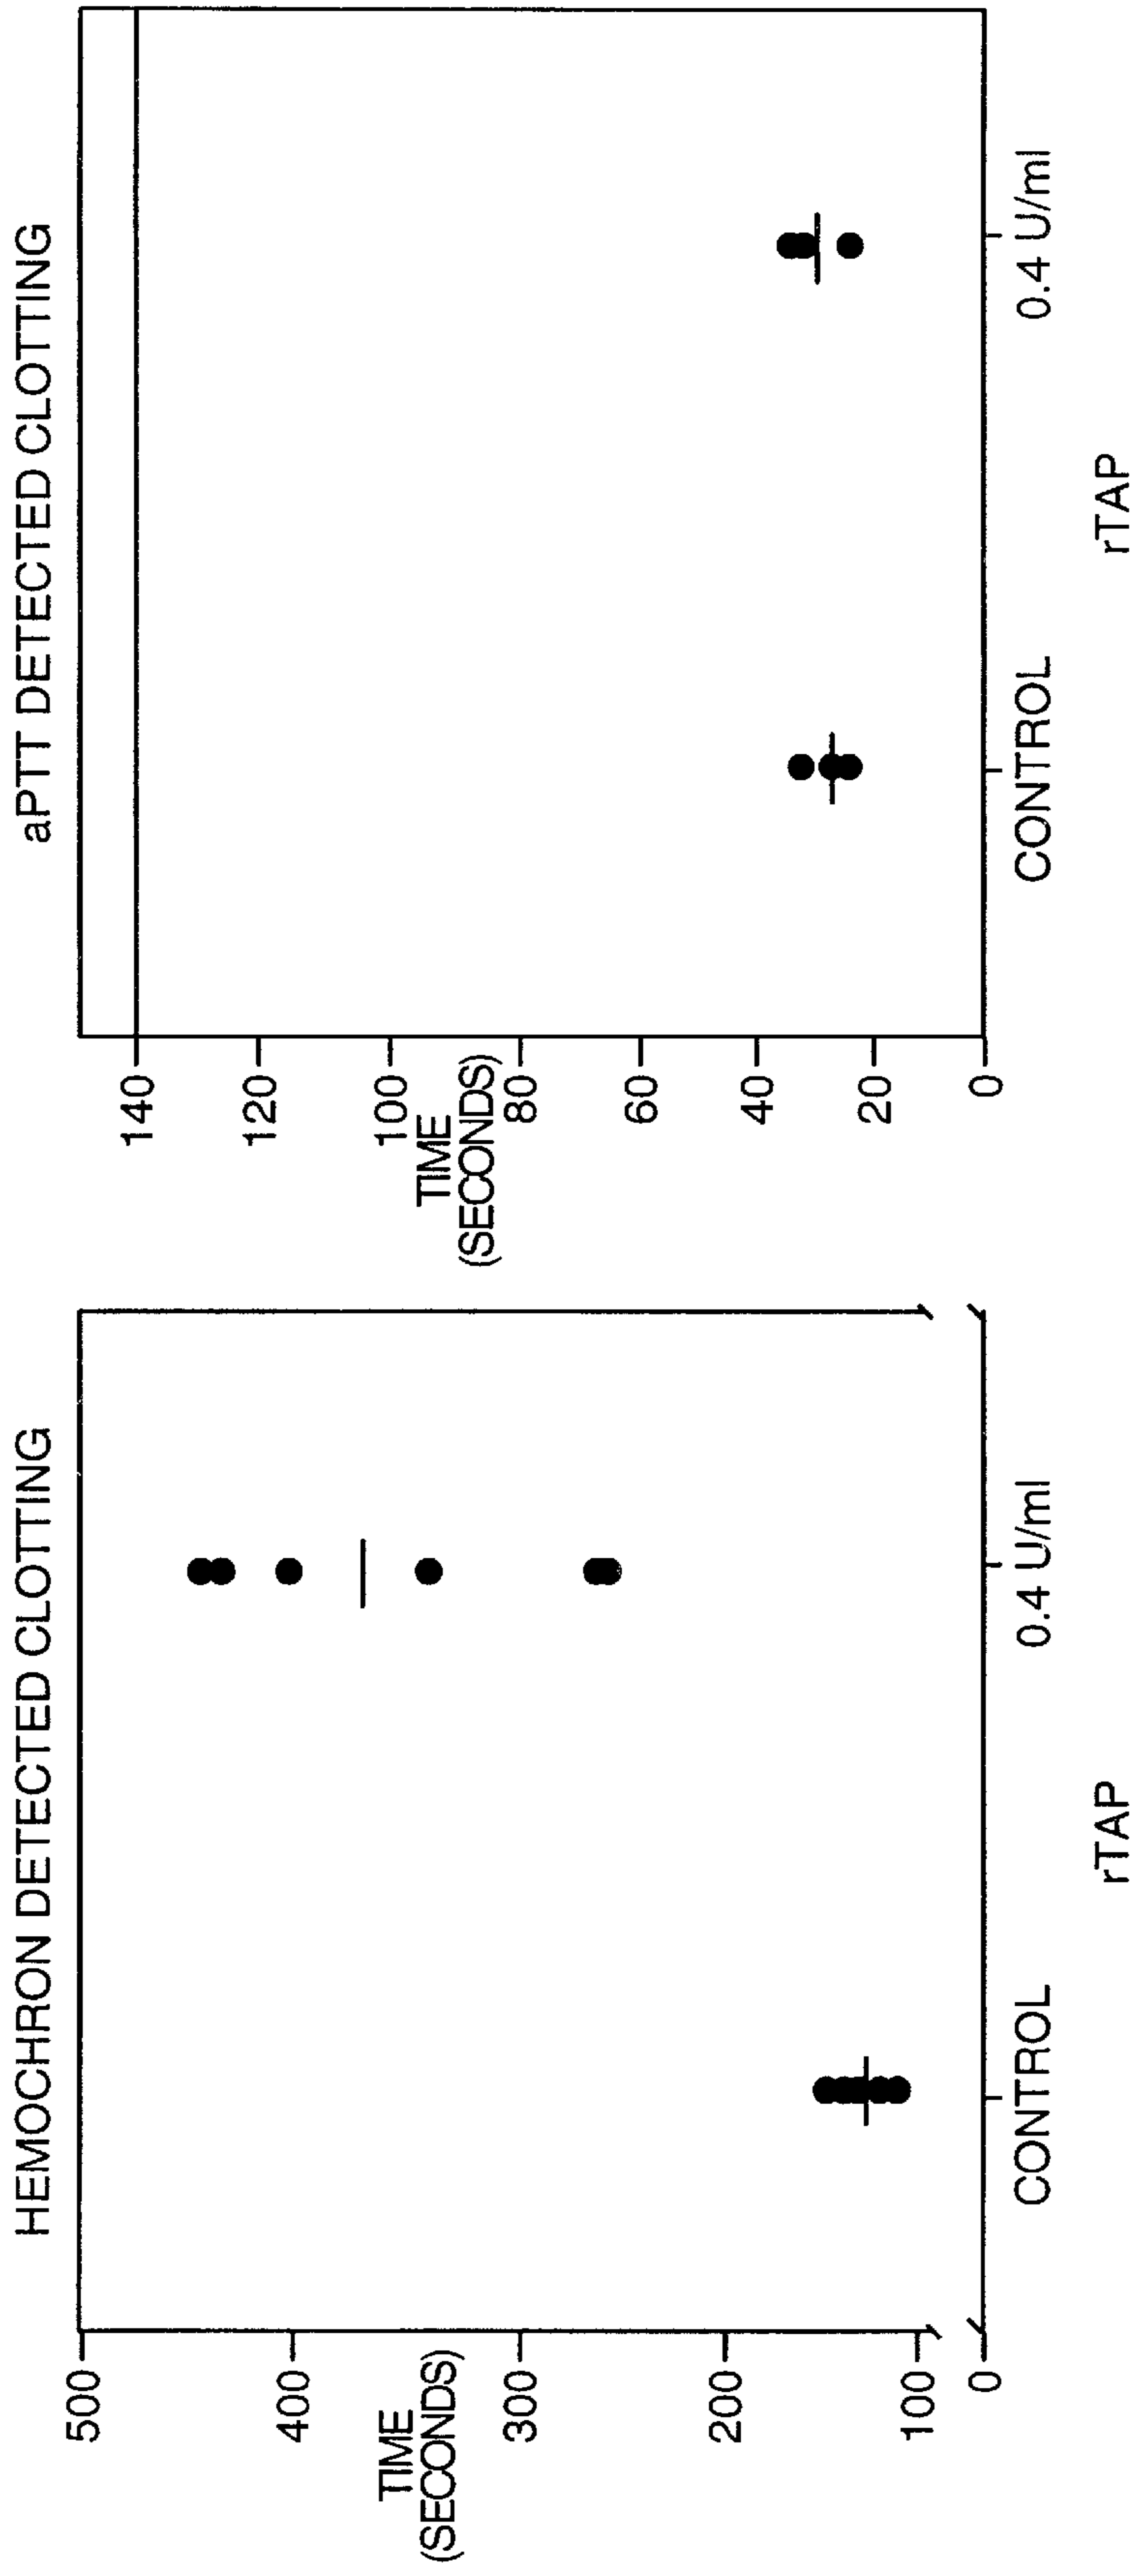 HEMOCHRON DETECTED CLOTTING
500
400
300
200
100
0
TIME
(SECONDS)
CONTROL
0.4 U/ml
rTAP
aPTT DETECTED CLOTTING
140
120
100
80
60
40
20
0
TIME
(SECONDS)
CONTROL
0.4 U/ml
rTAP